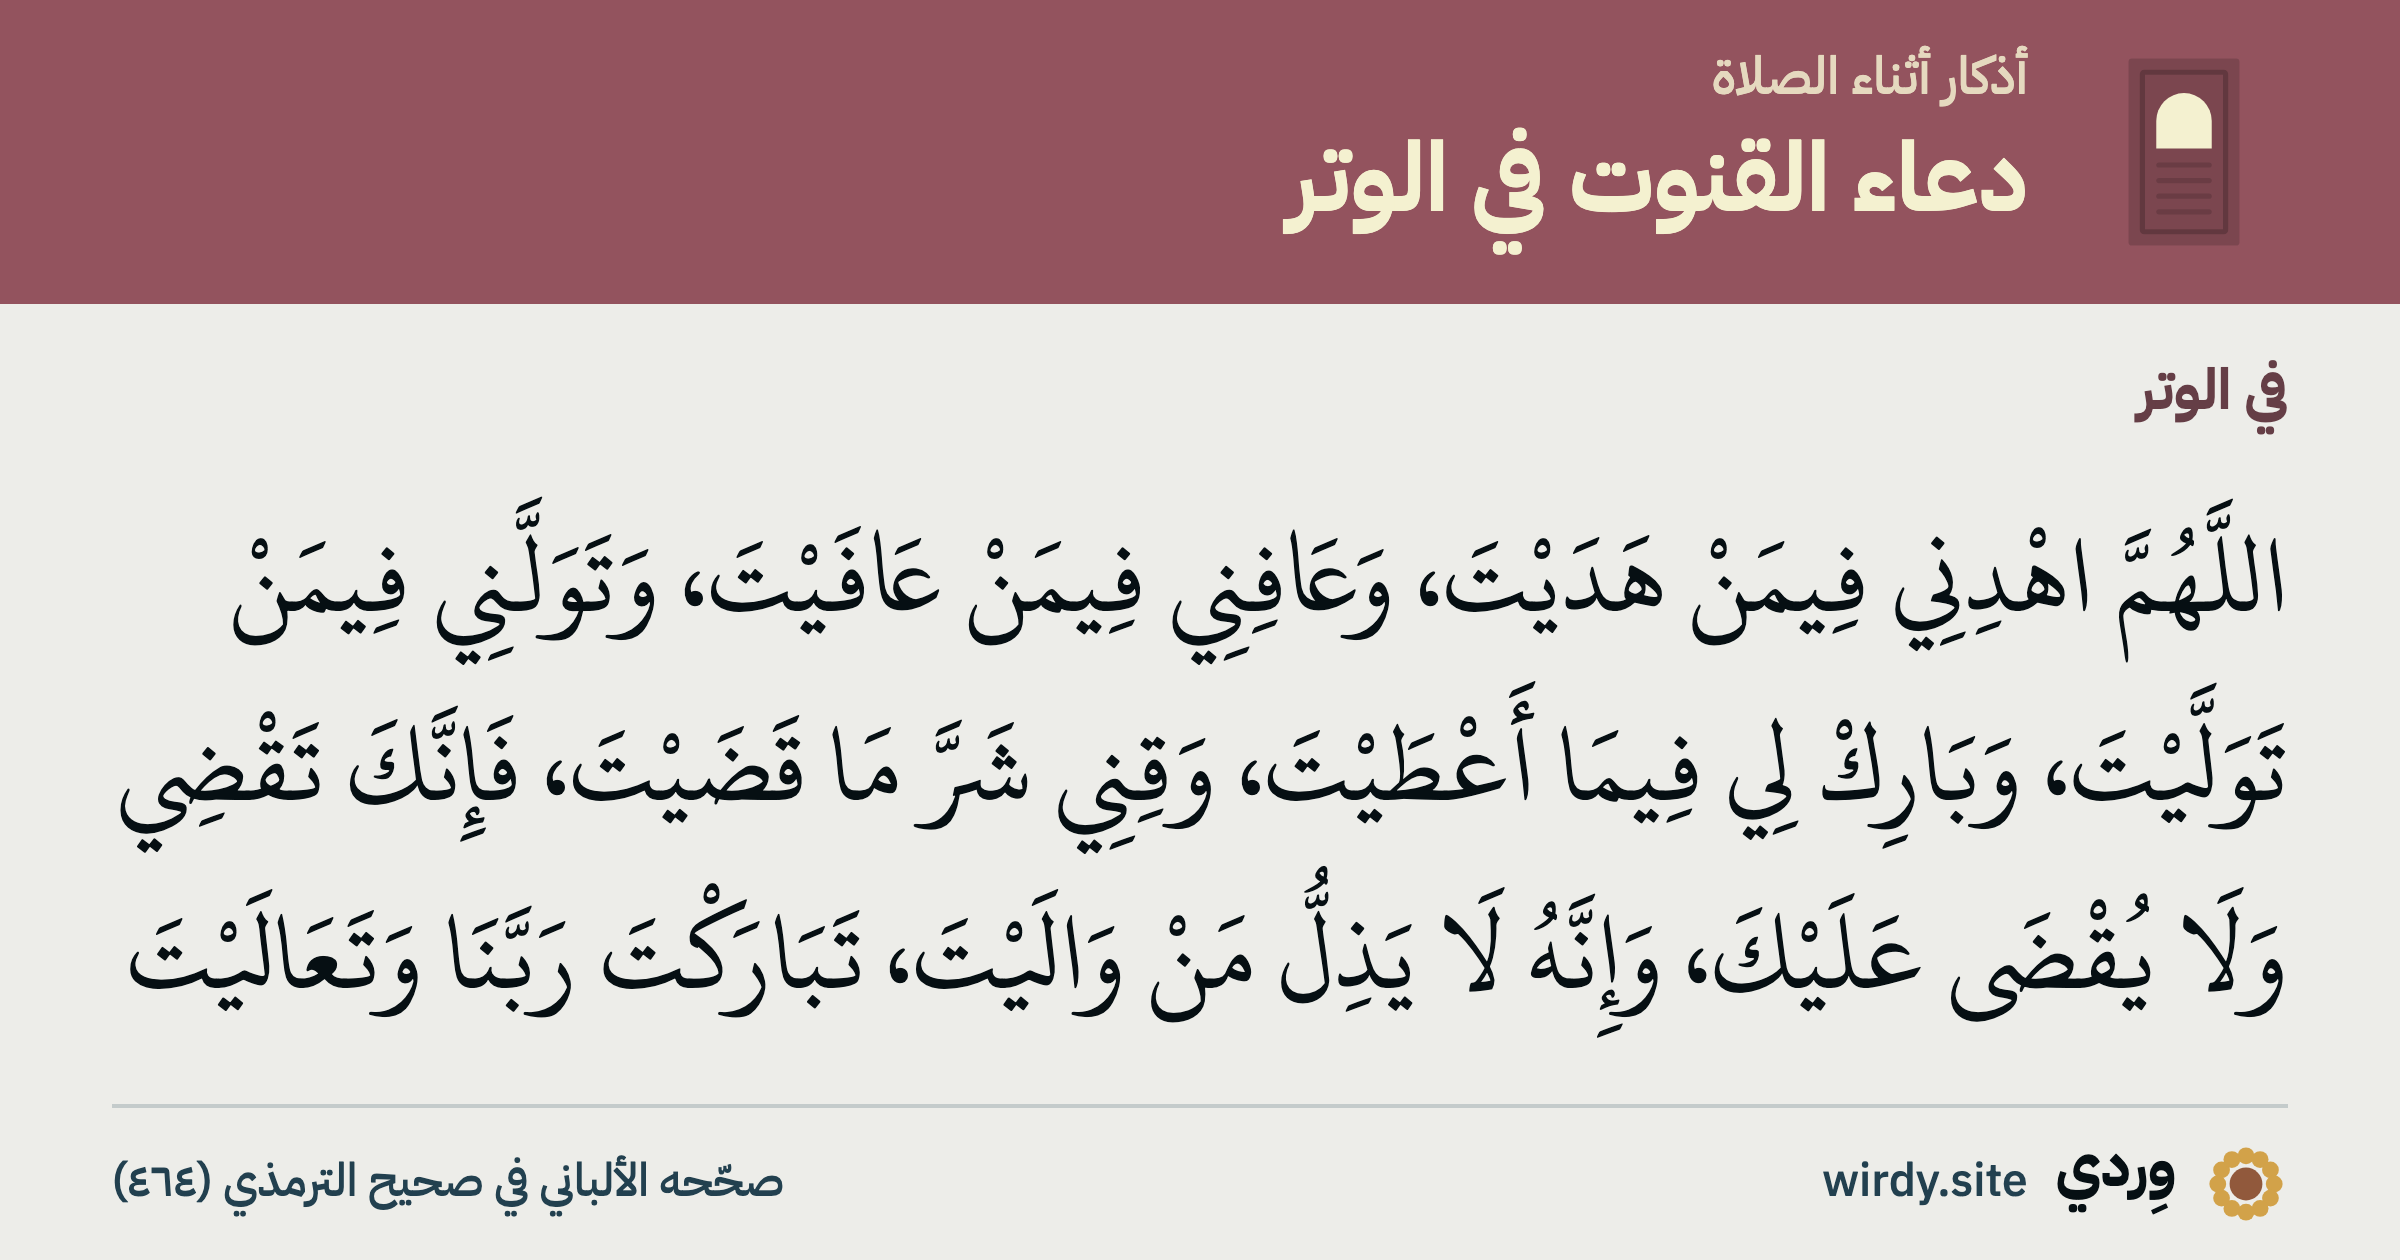 أذكار أثناء الصلاة
دعاء القنوت في الوتر
في الوتر
اللَّهُمَّ اهْدِنِي فِيمَنْ هَدَيْتَ، وَعَافِنِي فِيمَنْ عَافَيْتَ، وَتَوَلَّنِي فِيمَنْ
تَوَلَّيْتَ، وَبَارِكْ لِي فِيمَا أَعْطَيْتَ، وَقِنِي شَرَّ مَا قَضَيْتَ، فَإِنَّكَ تَقْضِي
وَلَا يُقْضَى عَلَيْكَ، وَإِنَّهُ لَا يَذِلُّ مَنْ وَالَيْتَ، تَبَارَكْتَ رَبَّنَا وَتَعَالَيْتَ
وِردي wirdy.site
صحّحه الألباني في صحيح الترمذي (٤٦٤)